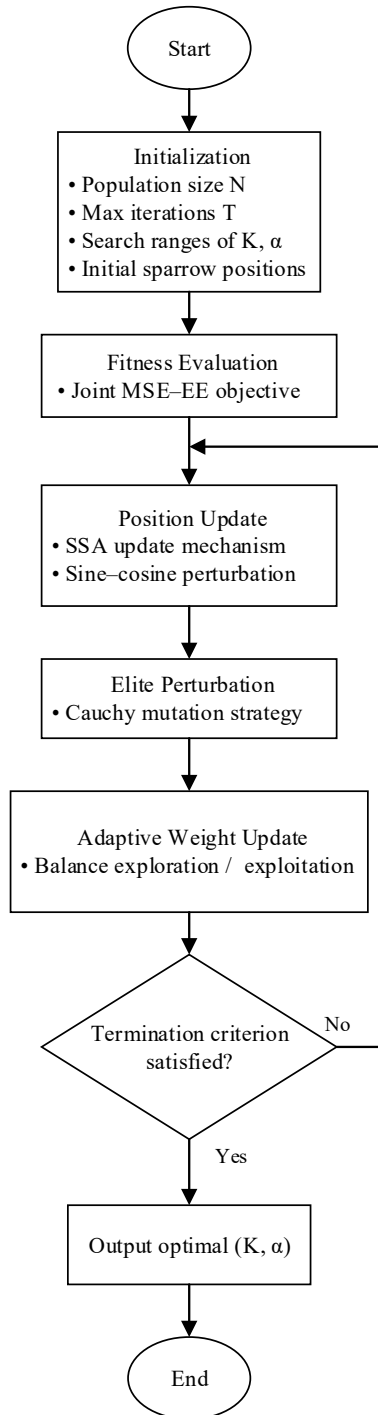 Start
Initialization
• Population size N
• Max iterations T
• Search ranges of K, α
• Initial sparrow positions
Fitness Evaluation
• Joint MSE–EE objective
Position Update
• SSA update mechanism
• Sine–cosine perturbation
Elite Perturbation
• Cauchy mutation strategy
Adaptive Weight Update
• Balance exploration / exploitation
Termination criterion
satisfied?
No
Yes
Output optimal (K, α)
End